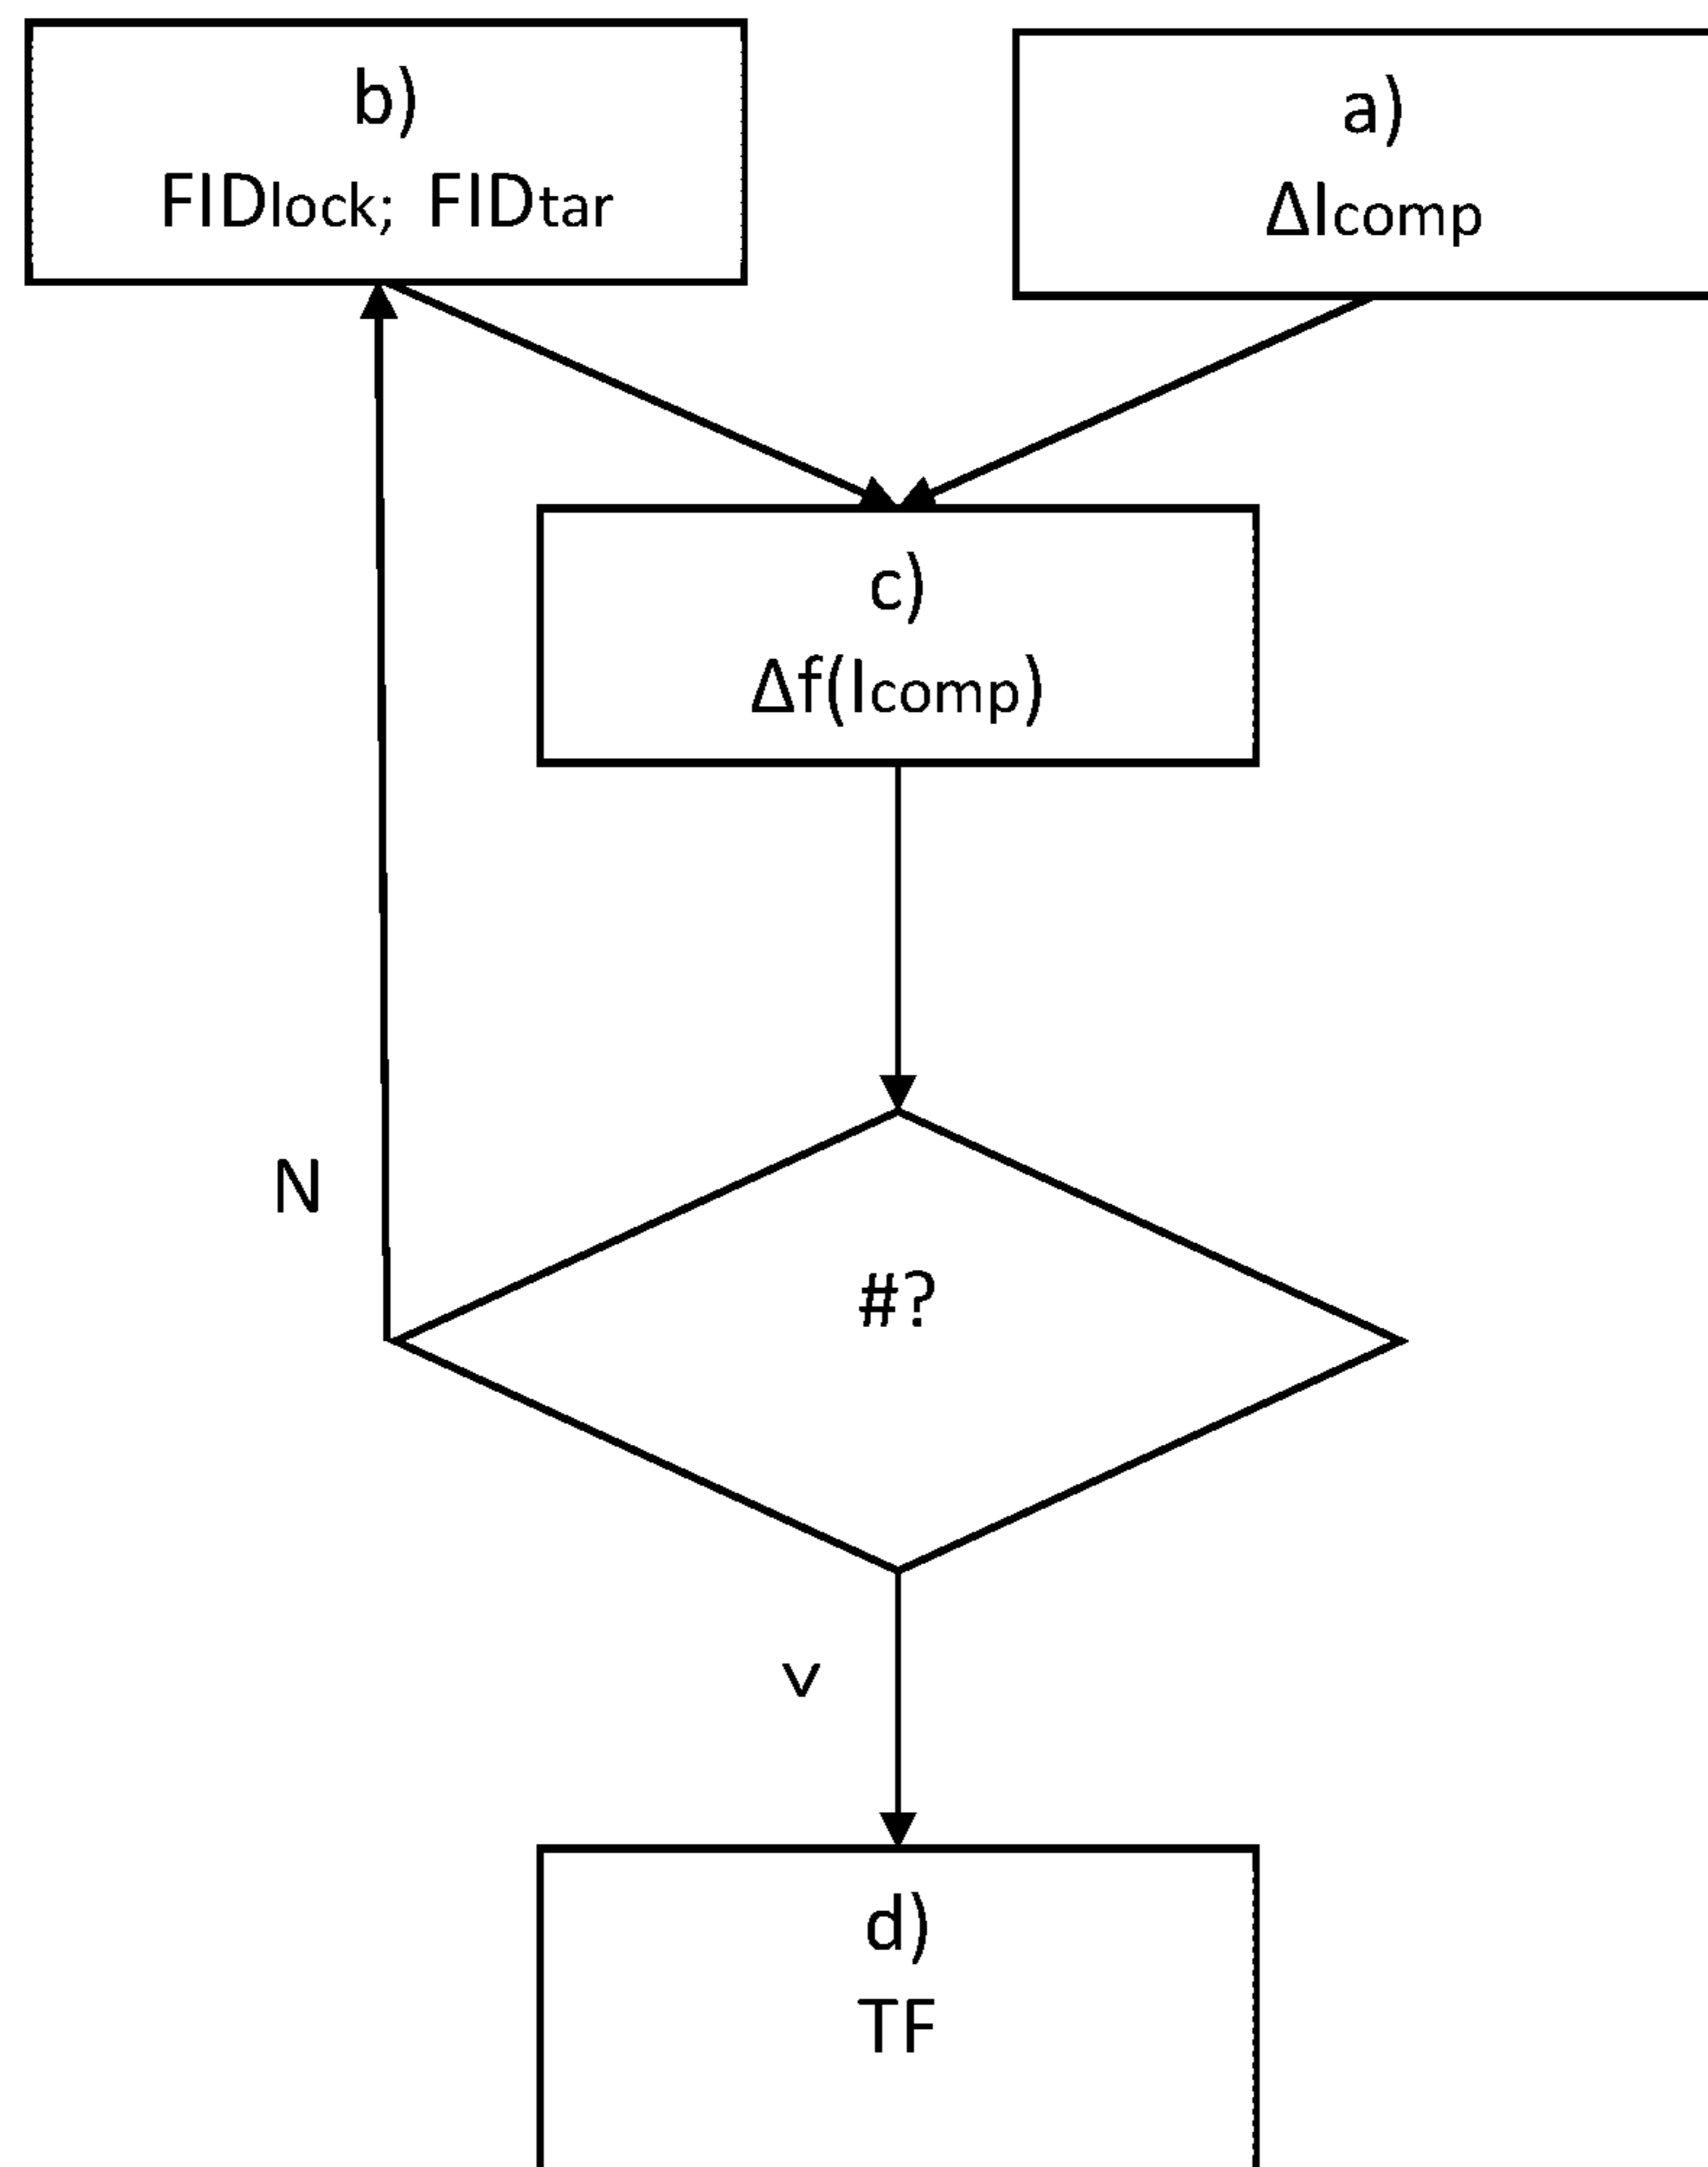 b)
FIDlock; FIDtar
a)
ΔIcomp
c)
Δf(Icomp)
N
#?
v
d)
TF